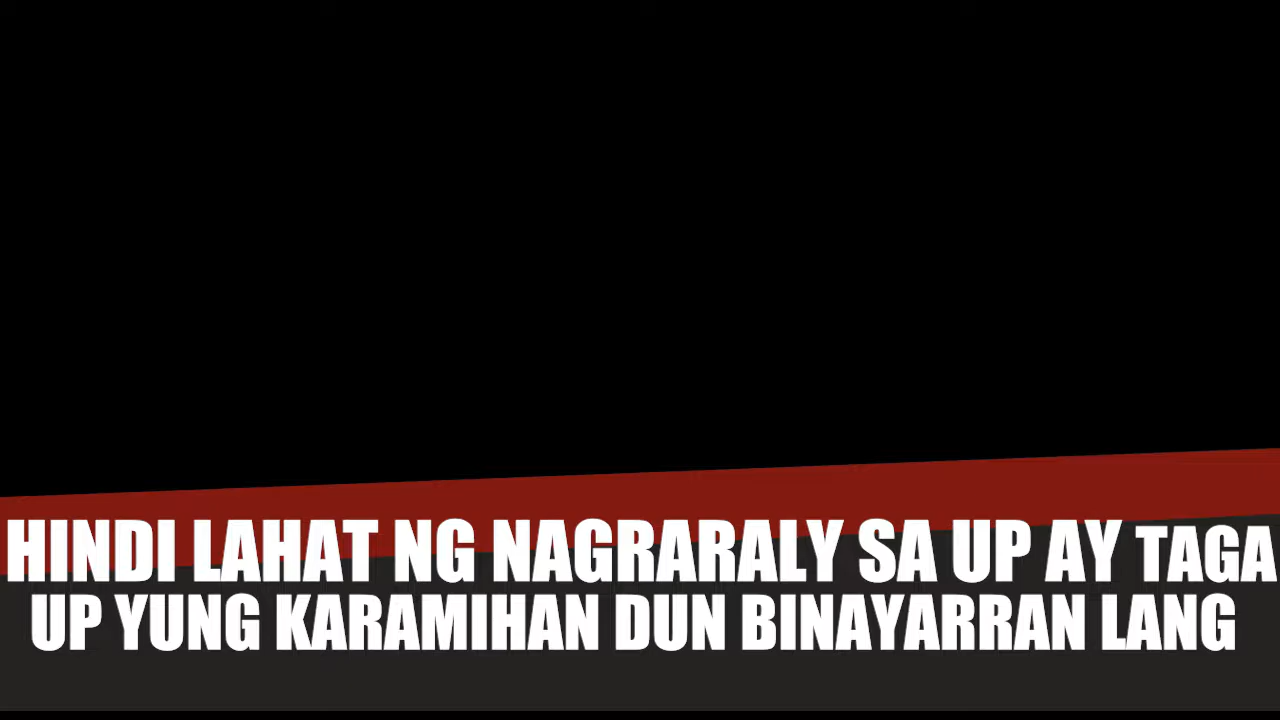 HINDI LAHAT NG NAGRARALY SA UP AY TAGA
UP YUNG KARAMIHAN DUN BINAYARRAN LANG